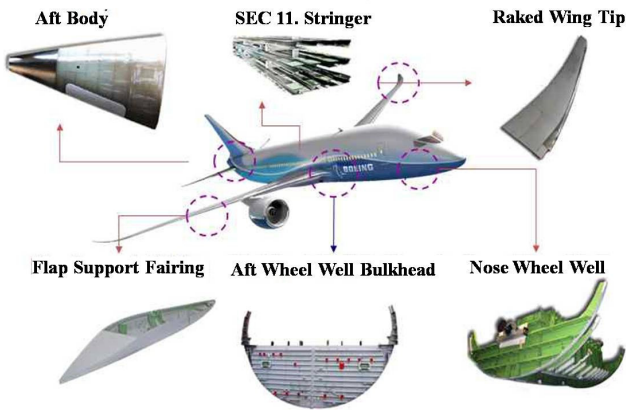 Aft Body
SEC 11. Stringer
Raked Wing Tip
BOEING
Flap Support Fairing
Aft Wheel Well Bulkhead
Nose Wheel Well